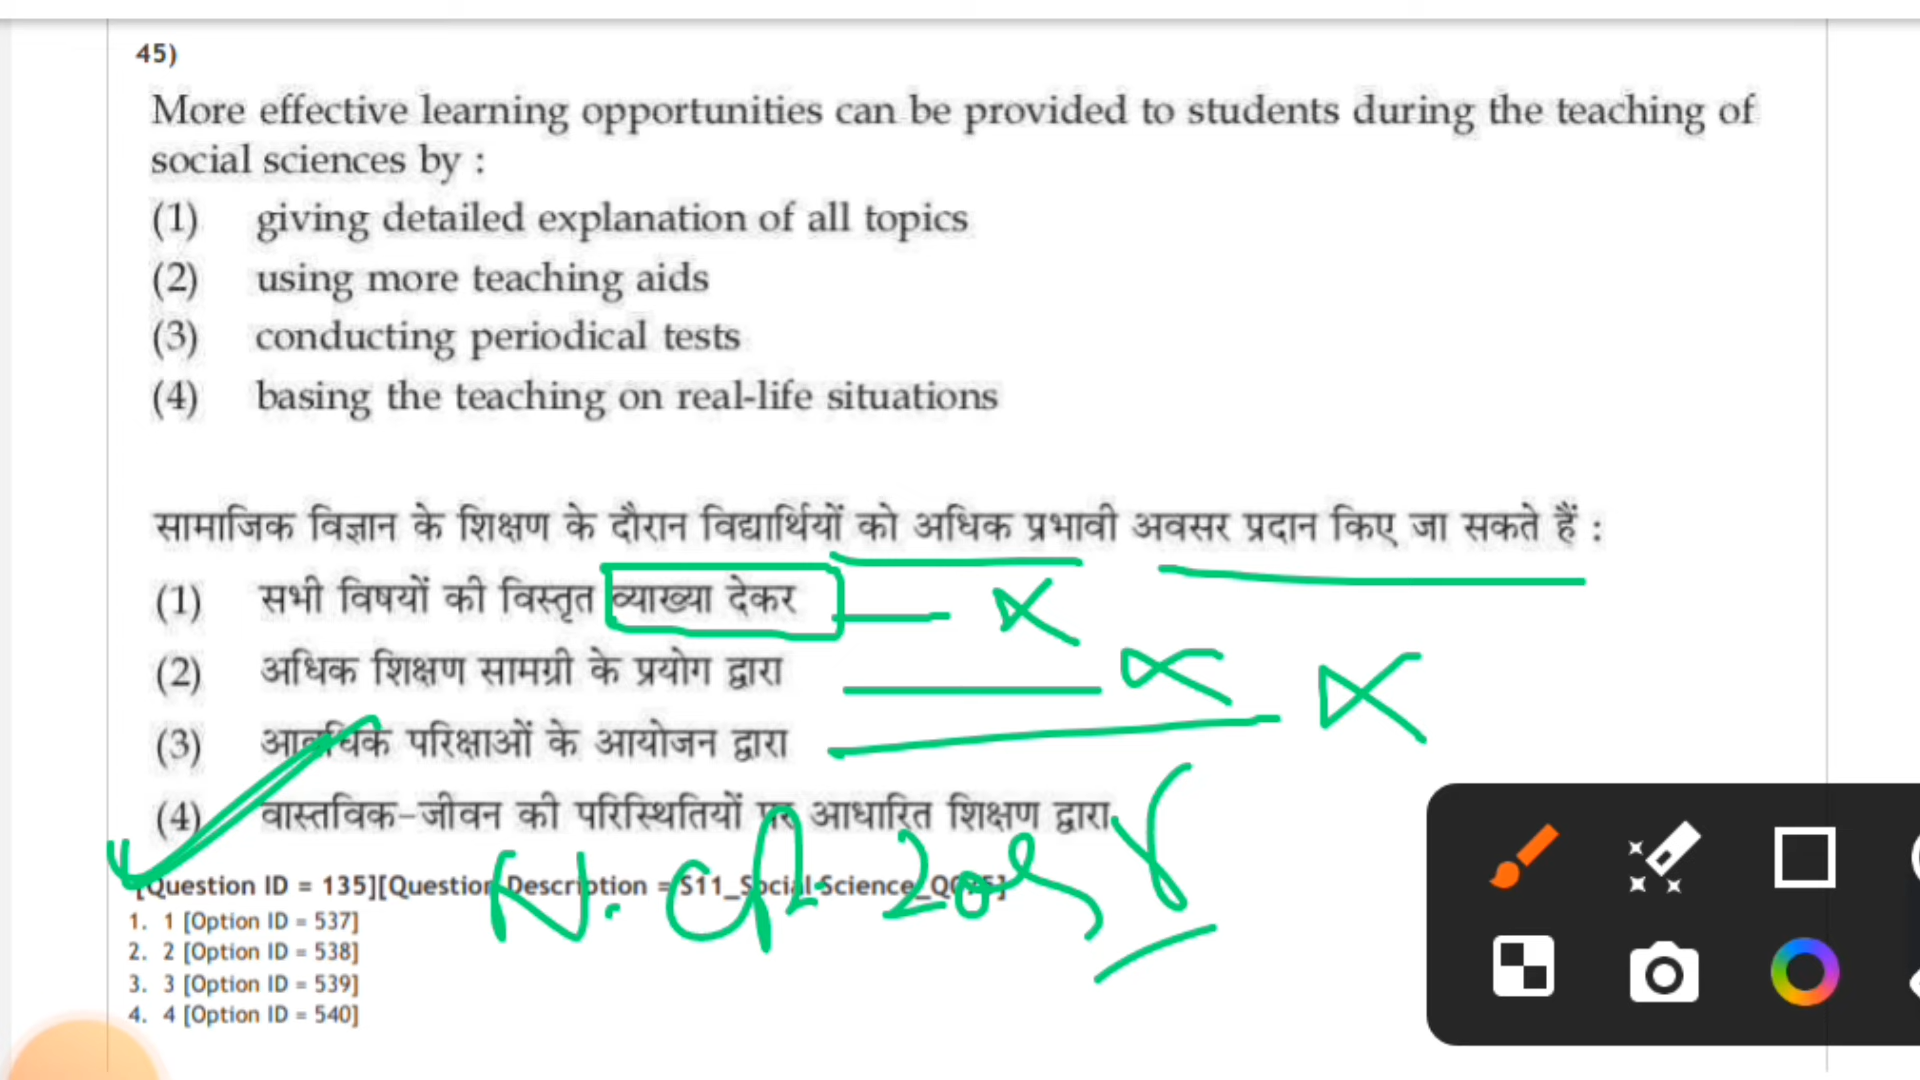 45)
More effective learning opportunities can be provided to students during the teaching of
social sciences by :
(1) giving detailed explanation of all topics
(2) using more teaching aids
(3) conducting periodical tests
(4) basing the teaching on real-life situations
सामाजिक विज्ञान के शिक्षण के दौरान विद्यार्थियों को अधिक प्रभावी अवसर प्रदान किए जा सकते हैं :
(1) सभी विषयों की विस्तृत व्याख्या देकर
(2) अधिक शिक्षण सामग्री के प्रयोग द्वारा
(3) आवधिक परिक्षाओं के आयोजन द्वारा
(4) वास्तविक-जीवन की परिस्थितियों पर आधारित शिक्षण द्वारा
[Question ID = 135][Question Description = S11_Social Science_Q045]
1. 1 [Option ID = 537]
2. 2 [Option ID = 538]
3. 3 [Option ID = 539]
4. 4 [Option ID = 540]